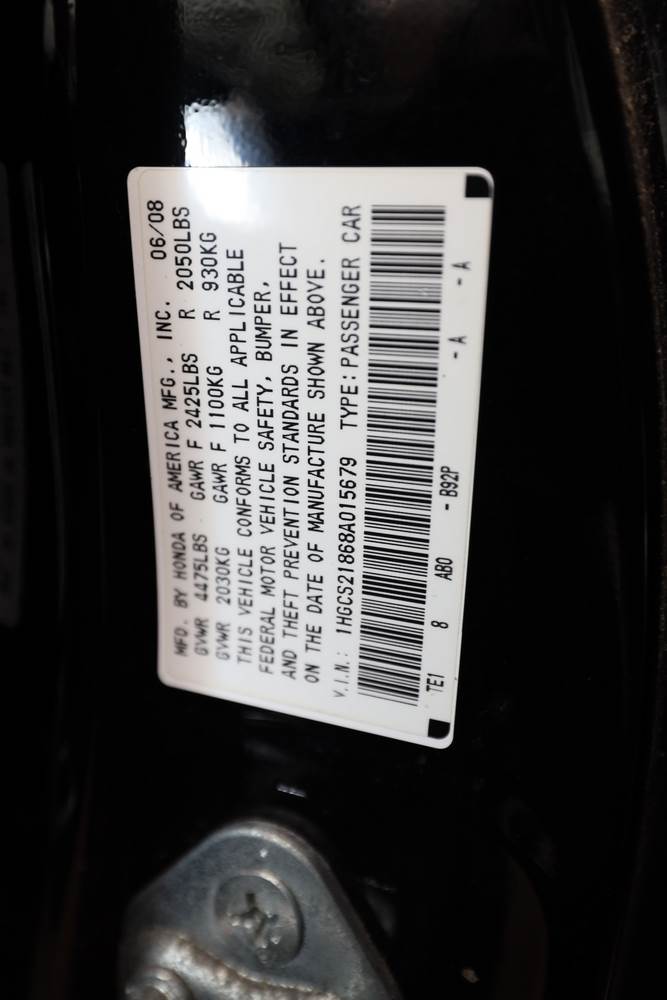 MFD. BY HONDA OF AMERICA MFG., INC. 06/08
GVWR 4475LBS GAWR F 2425LBS R 2050LBS
GVWR 2030KG GAWR F 1100KG R 930KG
THIS VEHICLE CONFORMS TO ALL APPLICABLE
FEDERAL MOTOR VEHICLE SAFETY, BUMPER,
AND THEFT PREVENTION STANDARDS IN EFFECT
ON THE DATE OF MANUFACTURE SHOWN ABOVE.
V.I.N.: 1HGCS21868A015679 TYPE: PASSENGER CAR
TE1 8 AB0 - B92P - A - A